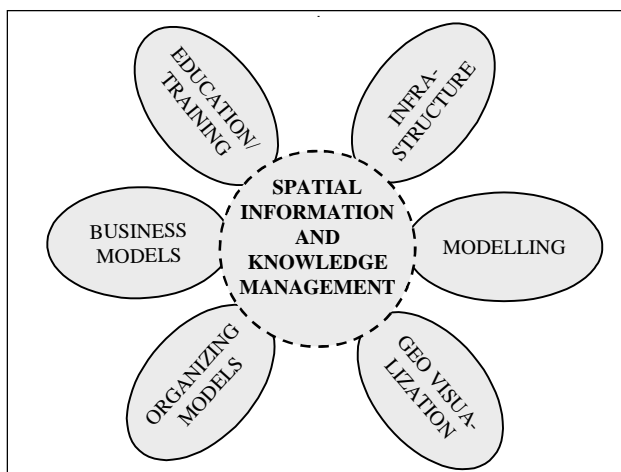 EDUCATION/
TRAINING
INFRA-
STRUCTURE
SPATIAL
INFORMATION
AND
KNOWLEDGE
MANAGEMENT
BUSINESS
MODELS
MODELLING
ORGANIZING
MODELS
GEO VISUA-
LIZATION